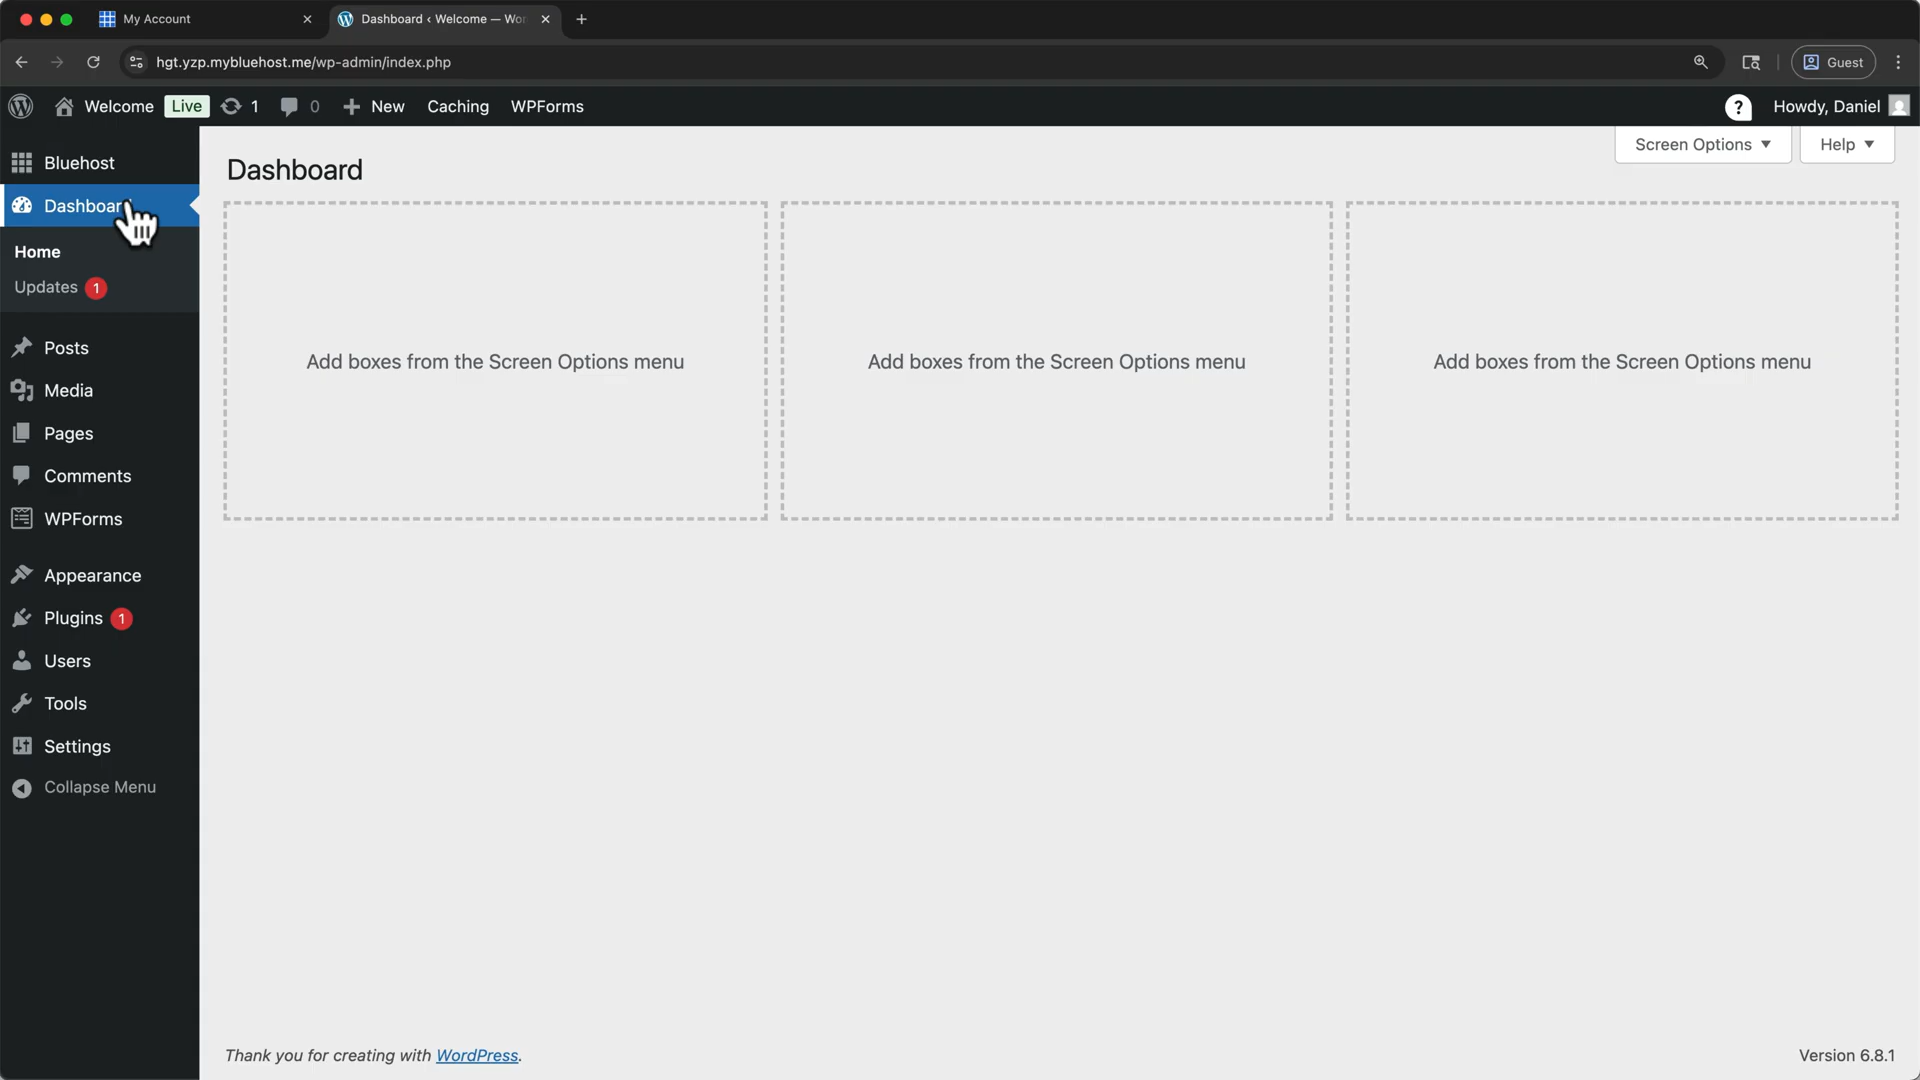 My Account
Dashboard ‹ Welcome — Wor
hgt.yzp.mybluehost.me/wp-admin/index.php
Guest
Welcome Live 1 0 New Caching WPForms
? Howdy, Daniel
Screen Options ▼ Help ▼
Bluehost
Dashboard
Home
Updates 1
Posts
Media
Pages
Comments
WPForms
Appearance
Plugins 1
Users
Tools
Settings
Collapse Menu
Dashboard
Add boxes from the Screen Options menu
Add boxes from the Screen Options menu
Add boxes from the Screen Options menu
Thank you for creating with WordPress.
Version 6.8.1